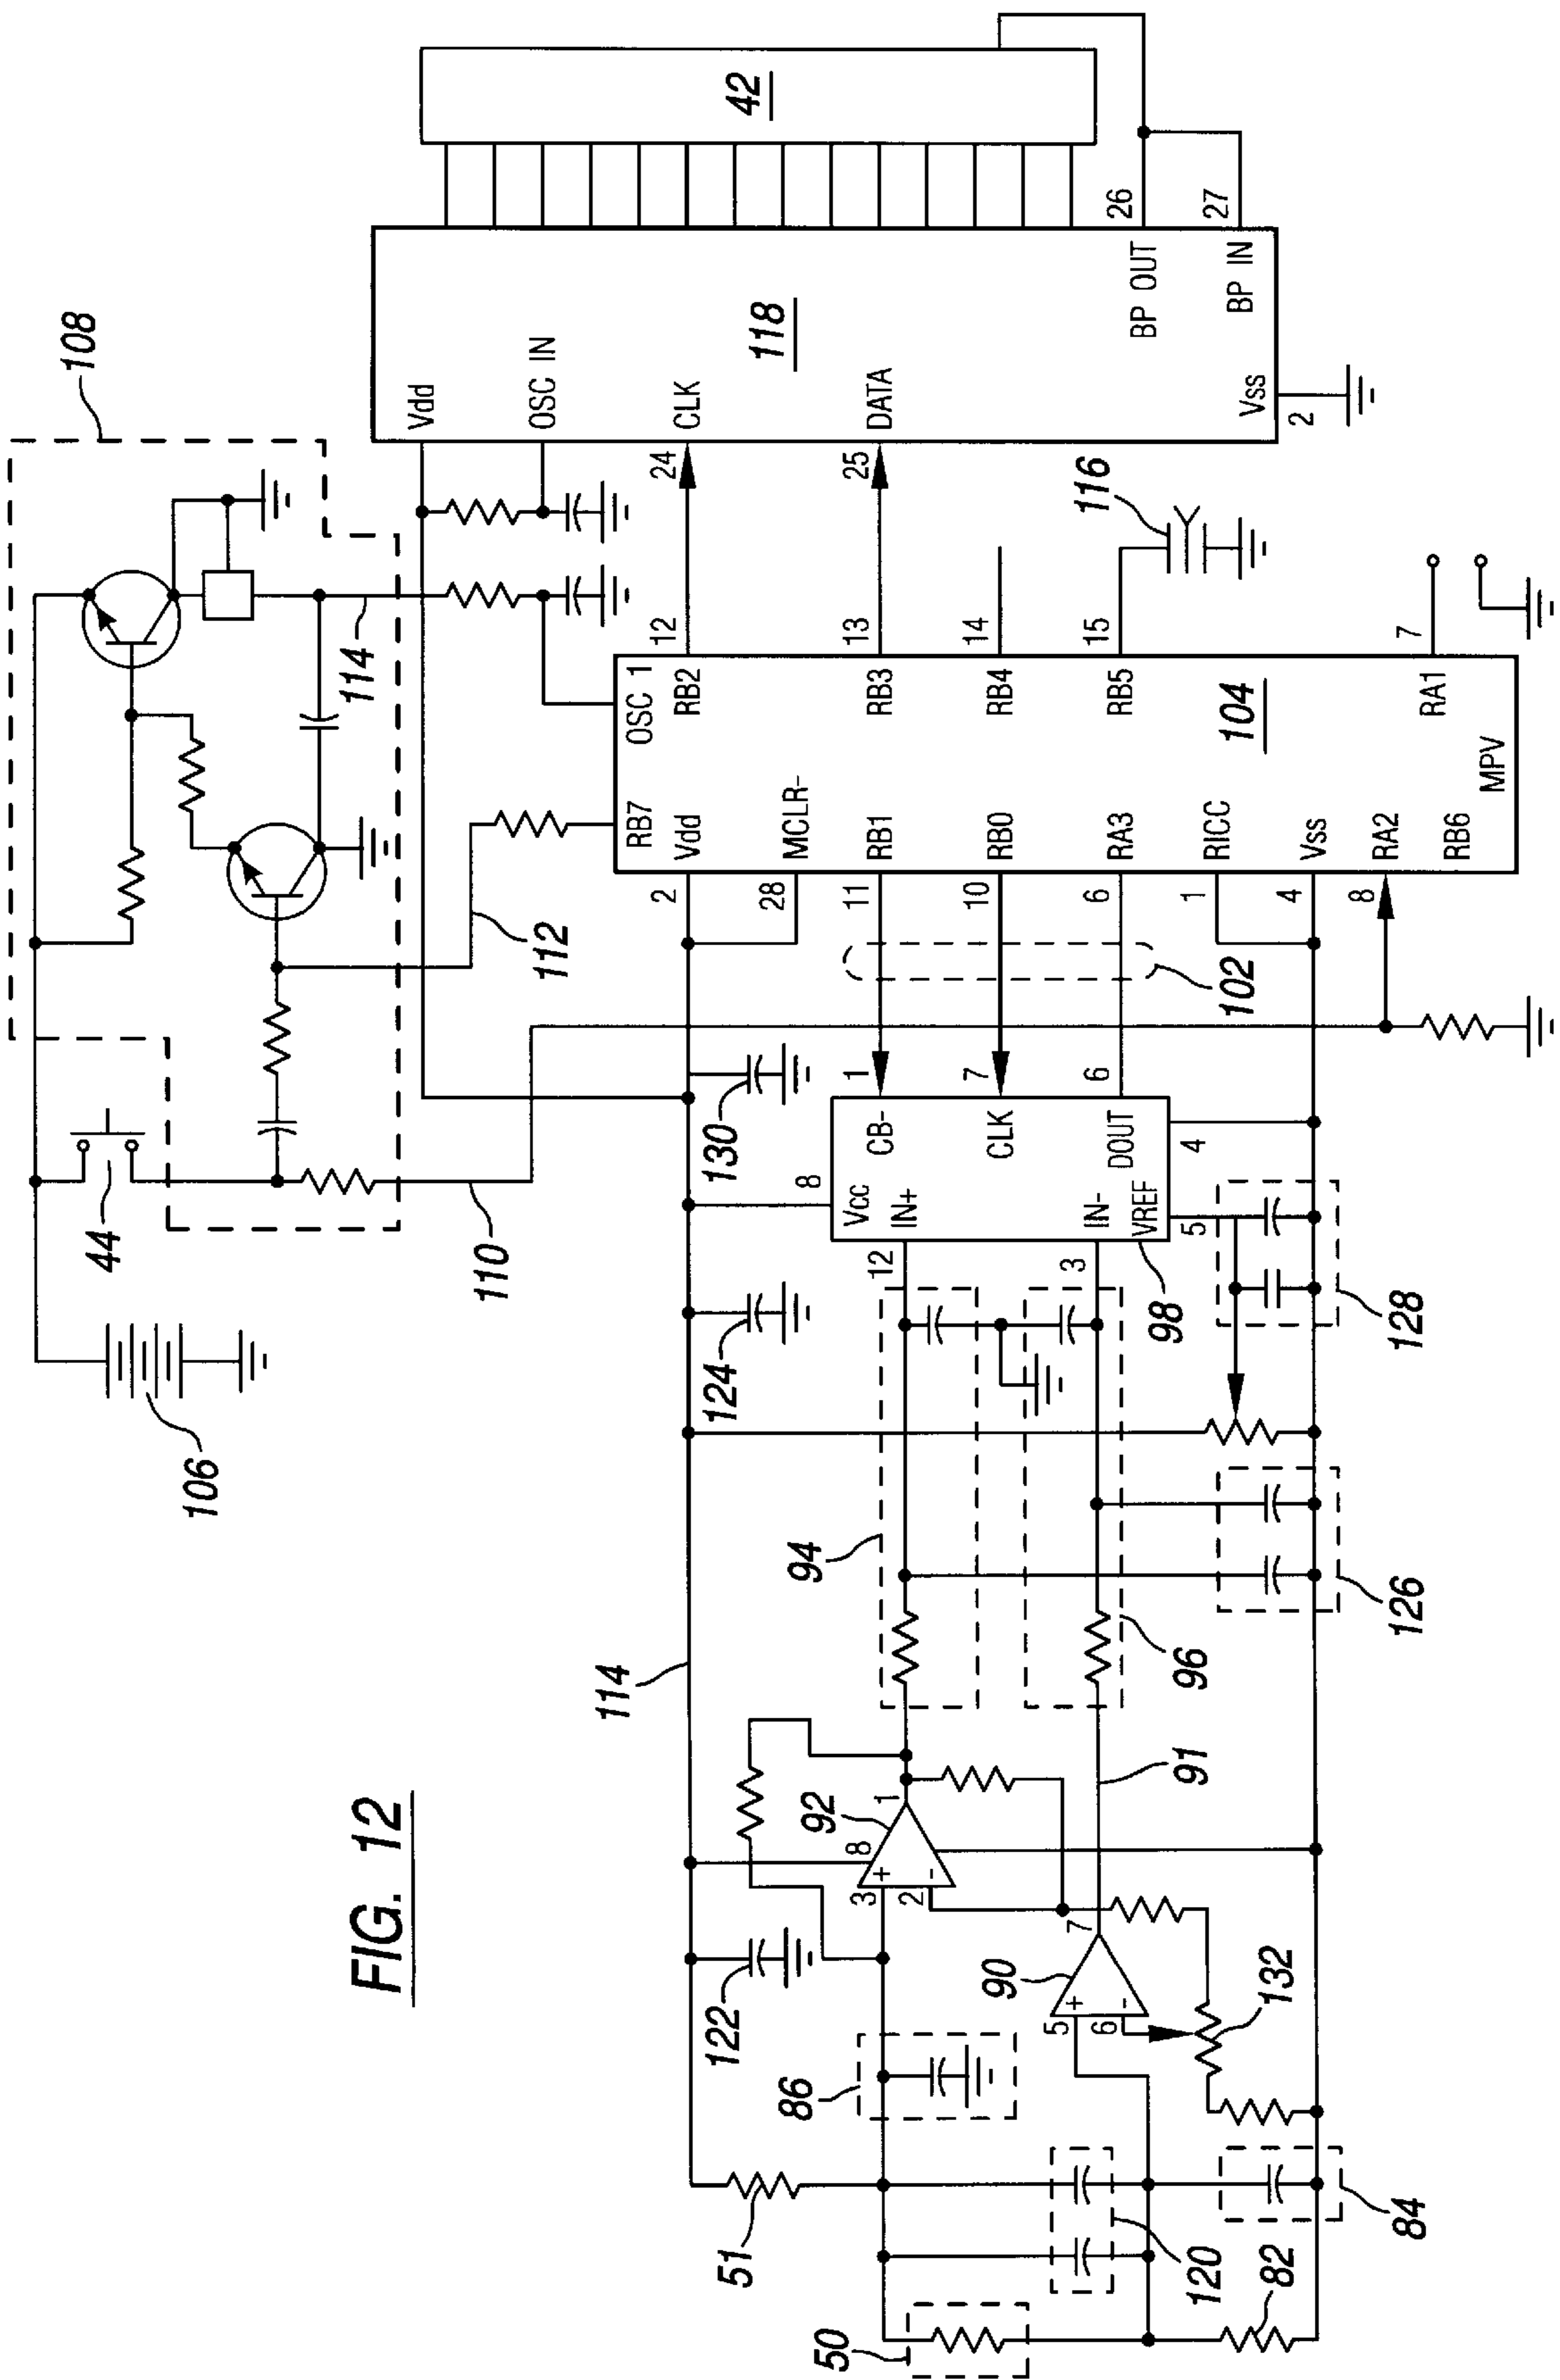 FIG. 12
108
106
44
110
112
114
42
118
Vdd
OSC IN
CLK
DATA
BP OUT
BP IN
Vss
24
25
26
27
2
116
104
OSC 1
RB7
Vdd
MCLR-
RB1
RB0
RA3
RICC
Vss
RA2
RB6
MPV
RB2
RB3
RB4
RB5
RA1
12
13
14
15
7
2
28
11
10
6
1
4
8
102
130
124
1
7
6
8
Vcc
CB-
CLK
DOUT
IN+
IN-
VREF
12
3
5
4
98
128
94
96
126
114
91
92
8
1
3
+
2
-
90
7
5
+
6
-
132
122
86
51
120
84
50
82